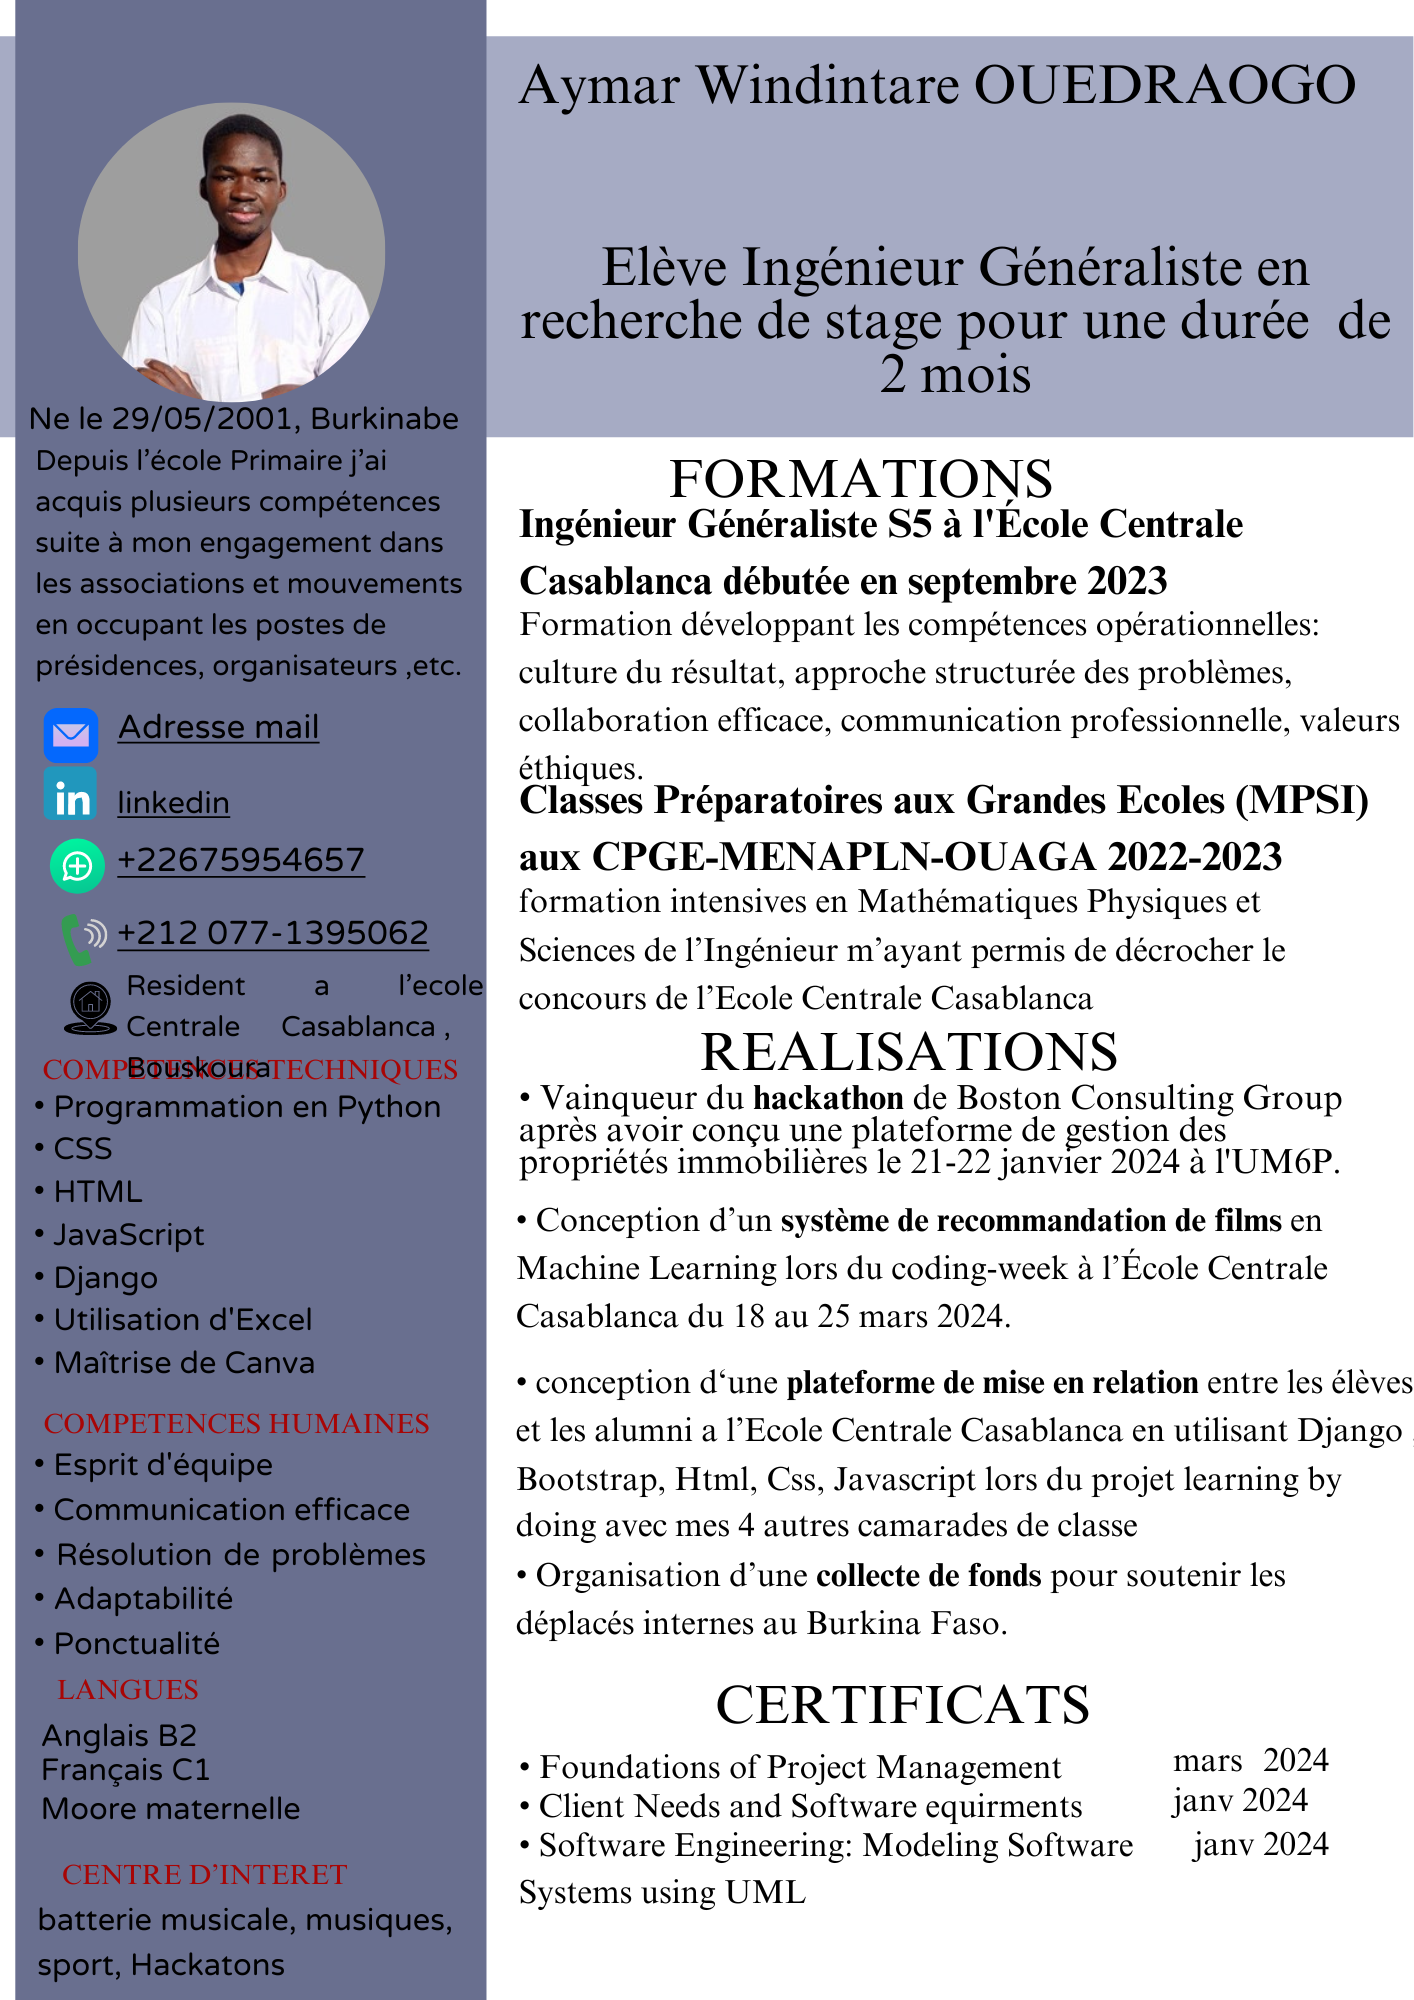 Aymar Windintare OUEDRAOGO
Elève Ingénieur Généraliste en
recherche de stage pour une durée  de
2 mois
Ne le 29/05/2001, Burkinabe
Depuis l’école Primaire j’ai
acquis plusieurs compétences
suite à mon engagement dans
les associations et mouvements
en occupant les postes de
présidences, organisateurs ,etc.
Adresse mail
in
linkedin
+22675954657
+212 077-1395062
Resident a l’ecole
Centrale Casablanca ,
Bouskoura
COMPETENCES TECHNIQUES
• Programmation en Python
• CSS
• HTML
• JavaScript
• Django
• Utilisation d'Excel
• Maîtrise de Canva
COMPETENCES HUMAINES
• Esprit d'équipe
• Communication efficace
• Résolution de problèmes
• Adaptabilité
• Ponctualité
LANGUES
Anglais B2
Français C1
Moore maternelle
CENTRE D’INTERET
batterie musicale, musiques,
sport, Hackatons
FORMATIONS
Ingénieur Généraliste S5 à l'École Centrale
Casablanca débutée en septembre 2023
Formation développant les compétences opérationnelles:
culture du résultat, approche structurée des problèmes,
collaboration efficace, communication professionnelle, valeurs
éthiques.
Classes Préparatoires aux Grandes Ecoles (MPSI)
aux CPGE-MENAPLN-OUAGA 2022-2023
formation intensives en Mathématiques Physiques et
Sciences de l’Ingénieur m’ayant permis de décrocher le
concours de l’Ecole Centrale Casablanca
REALISATIONS
• Vainqueur du hackathon de Boston Consulting Group
après avoir conçu une plateforme de gestion des
propriétés immobilières le 21-22 janvier 2024 à l'UM6P.
• Conception d’un système de recommandation de films en
Machine Learning lors du coding-week à l’École Centrale
Casablanca du 18 au 25 mars 2024.
• conception d‘une plateforme de mise en relation entre les élèves
et les alumni a l’Ecole Centrale Casablanca en utilisant Django ,
Bootstrap, Html, Css, Javascript lors du projet learning by
doing avec mes 4 autres camarades de classe
• Organisation d’une collecte de fonds pour soutenir les
déplacés internes au Burkina Faso.
CERTIFICATS
• Foundations of Project Management mars 2024
• Client Needs and Software equirments janv 2024
• Software Engineering: Modeling Software janv 2024
Systems using UML